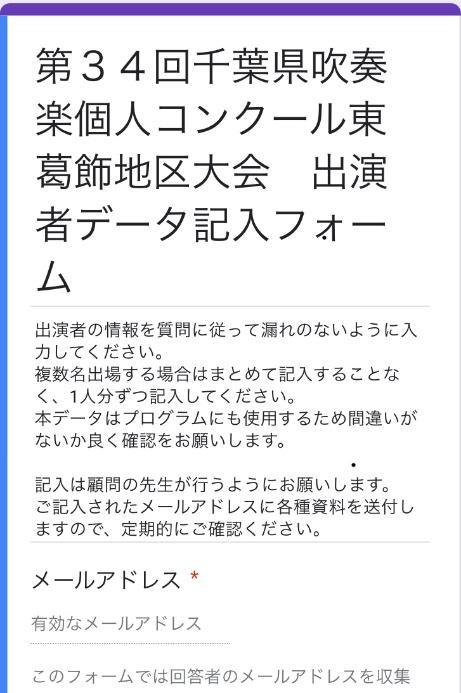 第３４回千葉県吹奏
楽個人コンクール東
葛飾地区大会　出演
者データ記入フォー
ム
出演者の情報を質問に従って漏れのないように入
力してください。
複数名出場する場合はまとめて記入することな
く、1人分ずつ記入してください。
本データはプログラムにも使用するため間違いが
ないか良く確認をお願いします。
記入は顧問の先生が行うようにお願いします。
ご記入されたメールアドレスに各種資料を送付し
ますので、定期的にご確認ください。
メールアドレス *
有効なメールアドレス
このフォームでは回答者のメールアドレスを収集